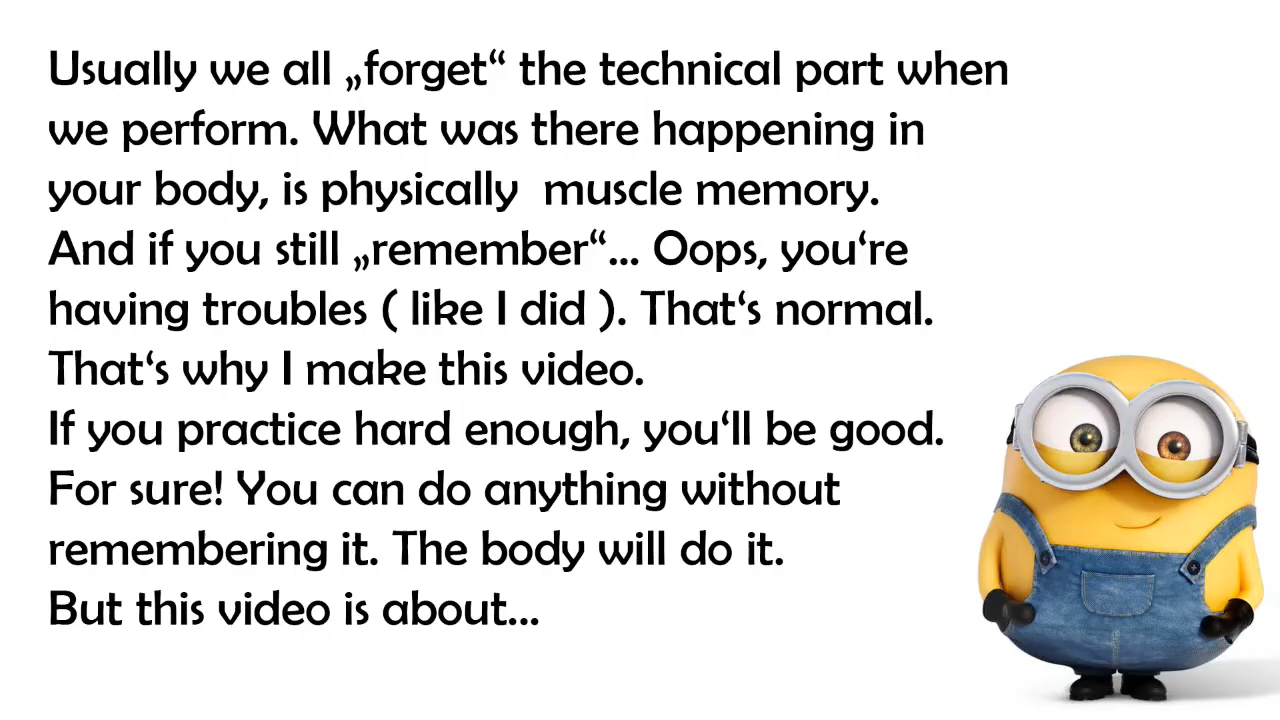 Usually we all „forget“ the technical part when
we perform. What was there happening in
your body, is physically  muscle memory.
And if you still „remember“... Oops, you‘re
having troubles ( like I did ). That‘s normal.
That‘s why I make this video.
If you practice hard enough, you‘ll be good.
For sure! You can do anything without
remembering it. The body will do it.
But this video is about...